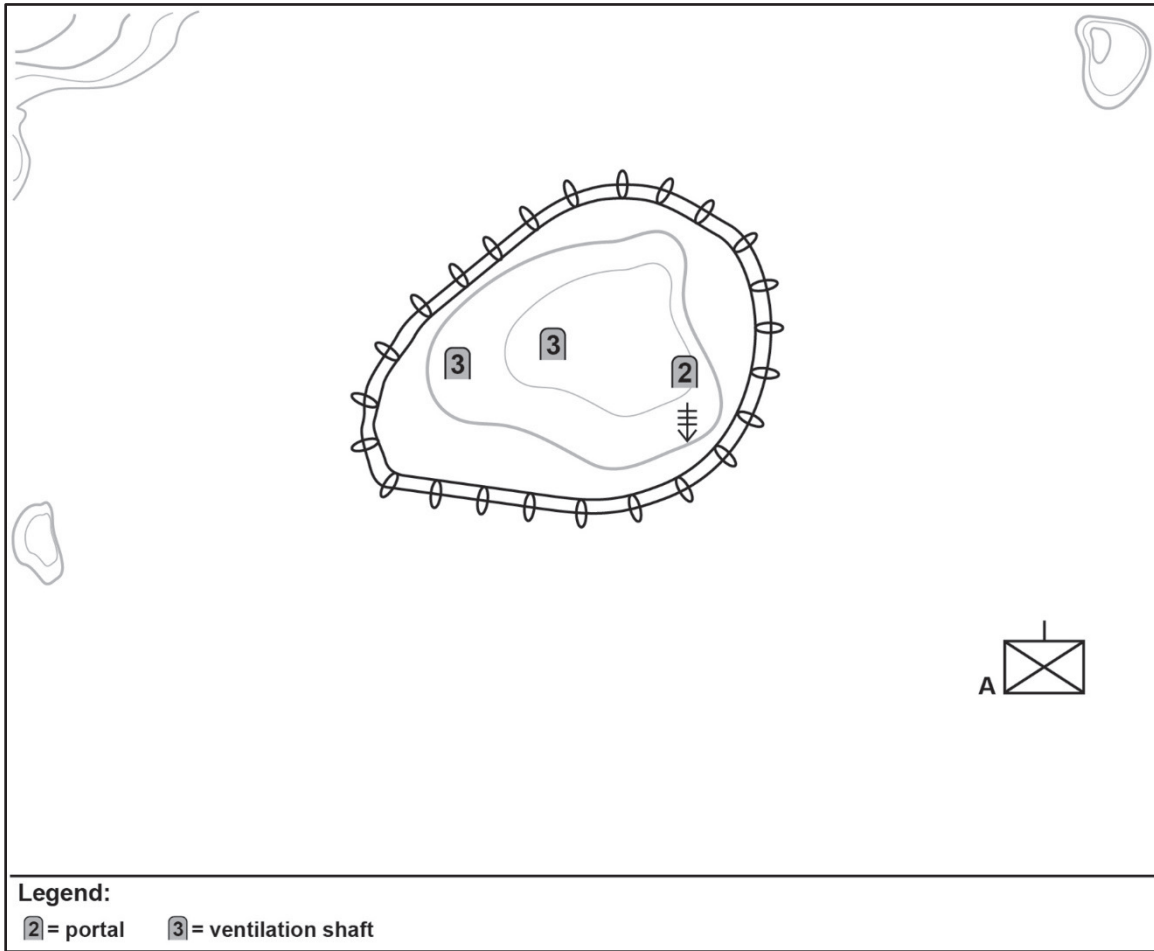 3
3
2
A
Legend:
2 = portal 3 = ventilation shaft